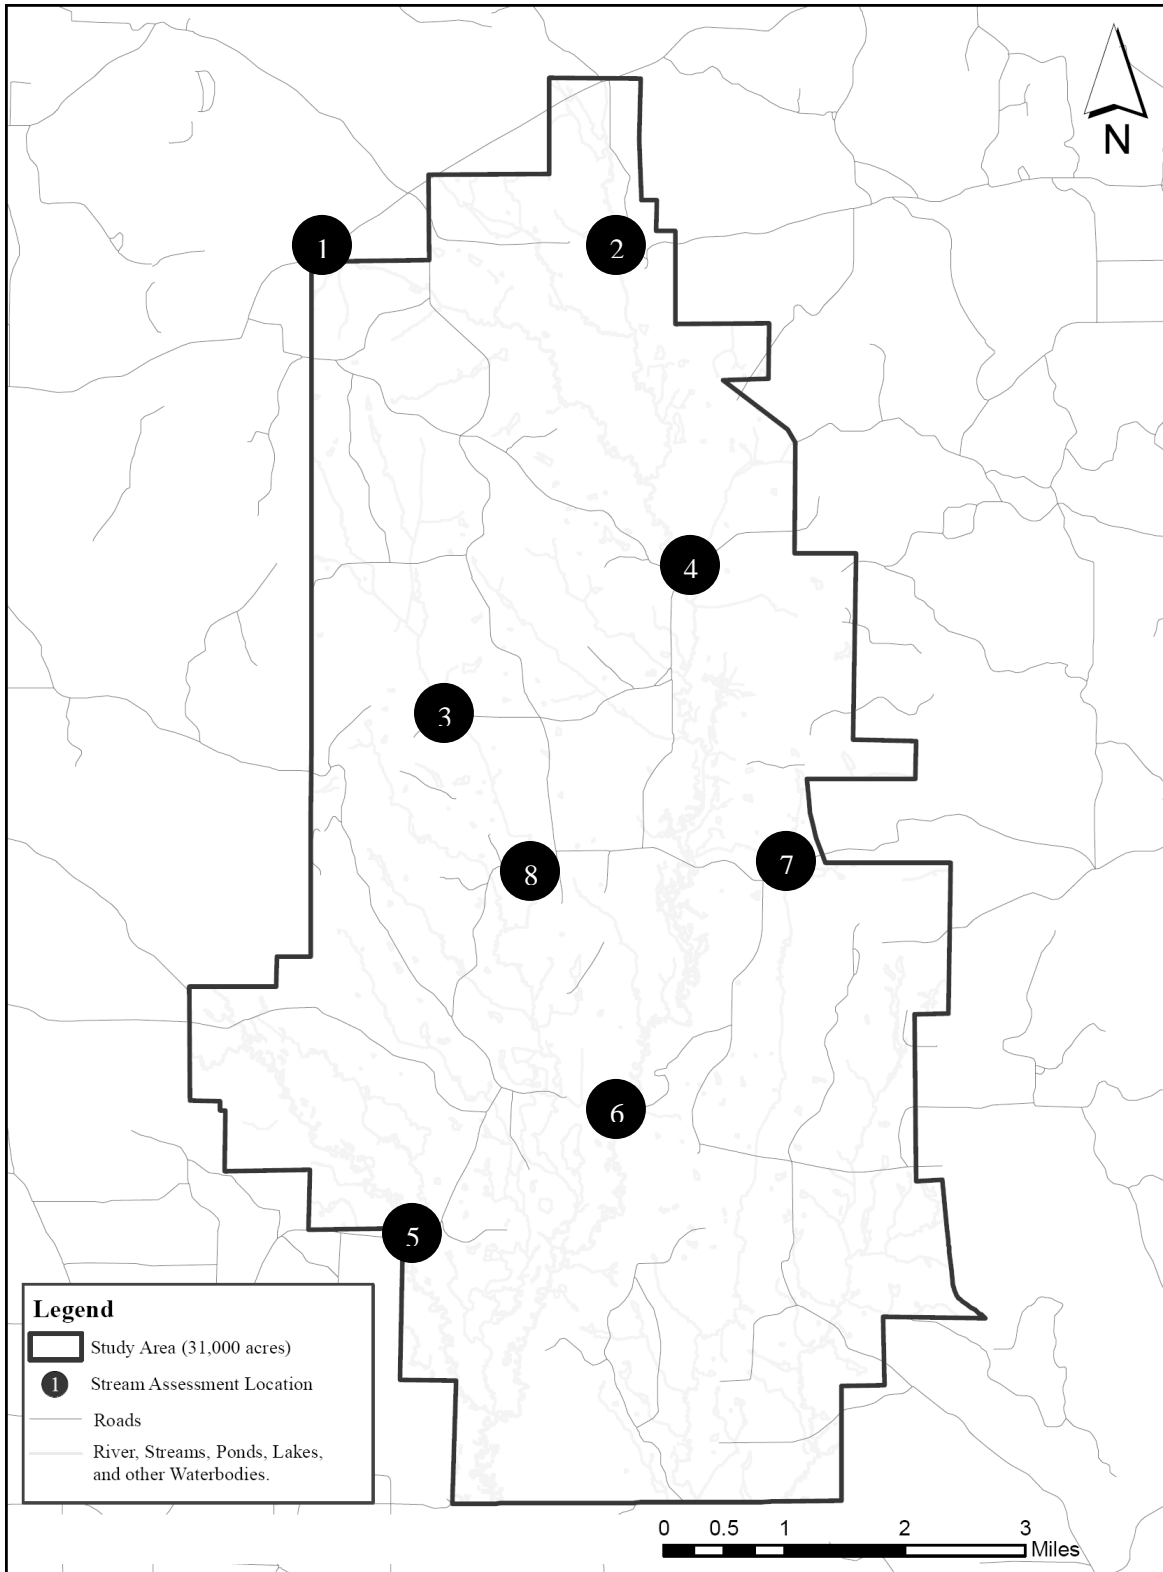 N
1
2
4
3
7
8
6
5
Legend
Study Area (31,000 acres)
1 Stream Assessment Location
Roads
River, Streams, Ponds, Lakes,
and other Waterbodies.
0 0.5 1 2 3
Miles